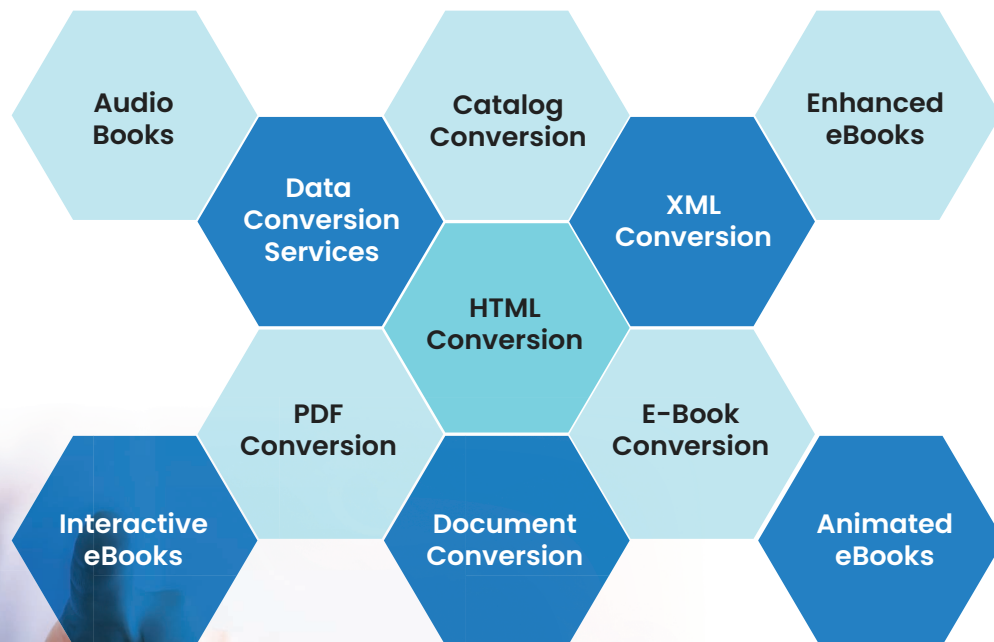 Audio
Books
Catalog
Conversion
Enhanced
eBooks
Data
Conversion
Services
XML
Conversion
HTML
Conversion
PDF
Conversion
E-Book
Conversion
Interactive
eBooks
Document
Conversion
Animated
eBooks